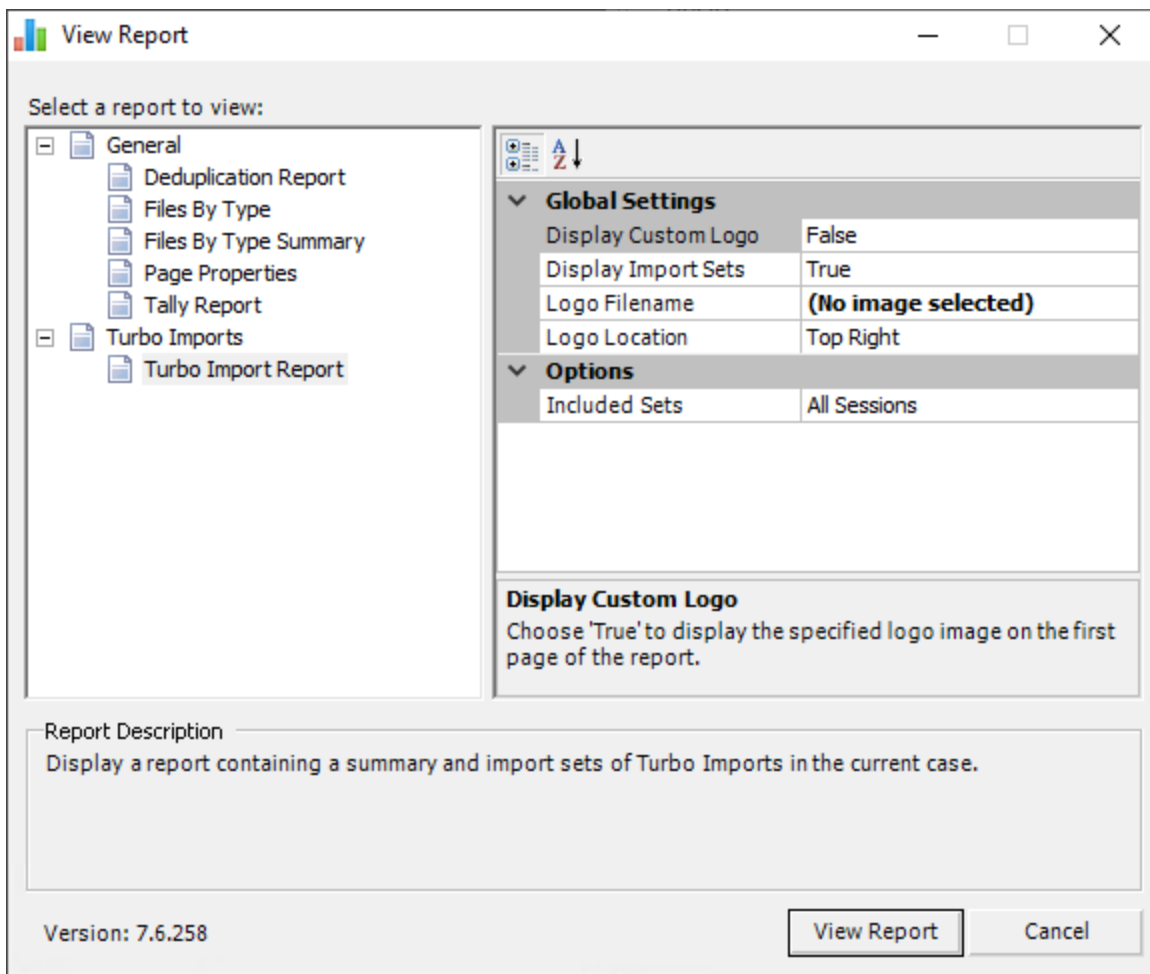 View Report
Select a report to view:
General
Deduplication Report
Files By Type
Files By Type Summary
Page Properties
Tally Report
Turbo Imports
Turbo Import Report
A
Z
Global Settings
Display Custom Logo False
Display Import Sets True
Logo Filename (No image selected)
Logo Location Top Right
Options
Included Sets All Sessions
Display Custom Logo
Choose 'True' to display the specified logo image on the first
page of the report.
Report Description
Display a report containing a summary and import sets of Turbo Imports in the current case.
Version: 7.6.258
View Report
Cancel